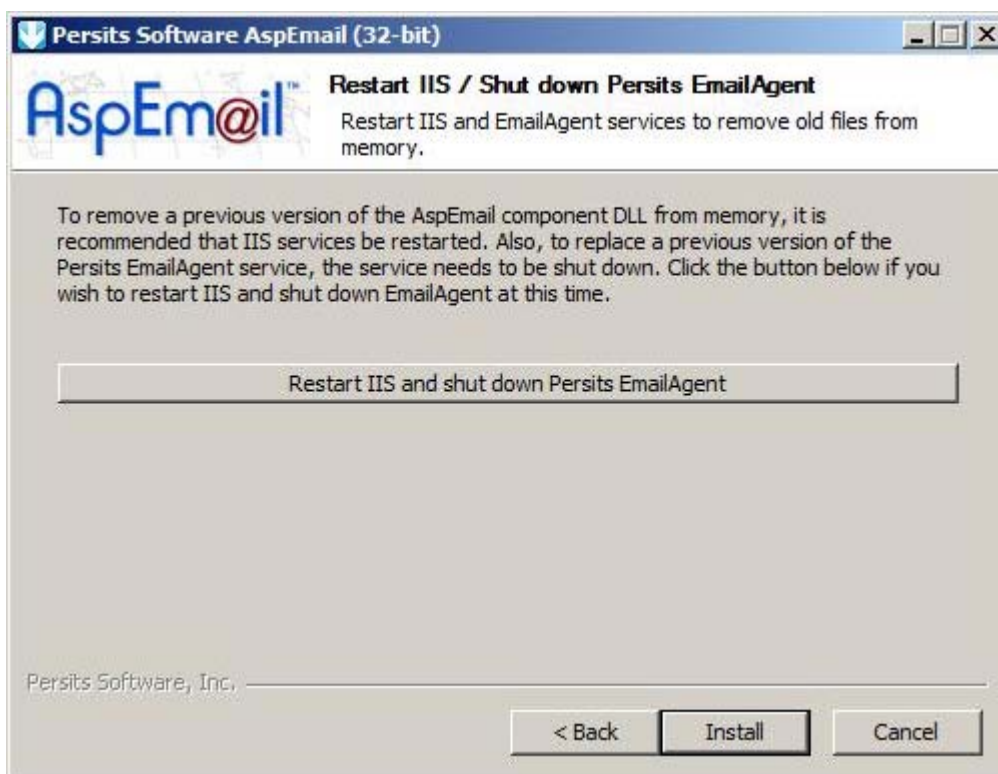 Persits Software AspEmail (32-bit)
AspEm@il™
Restart IIS / Shut down Persits EmailAgent
Restart IIS and EmailAgent services to remove old files from
memory.
To remove a previous version of the AspEmail component DLL from memory, it is
recommended that IIS services be restarted. Also, to replace a previous version of the
Persits EmailAgent service, the service needs to be shut down. Click the button below if you
wish to restart IIS and shut down EmailAgent at this time.
Restart IIS and shut down Persits EmailAgent
Persits Software, Inc.
< Back
Install
Cancel